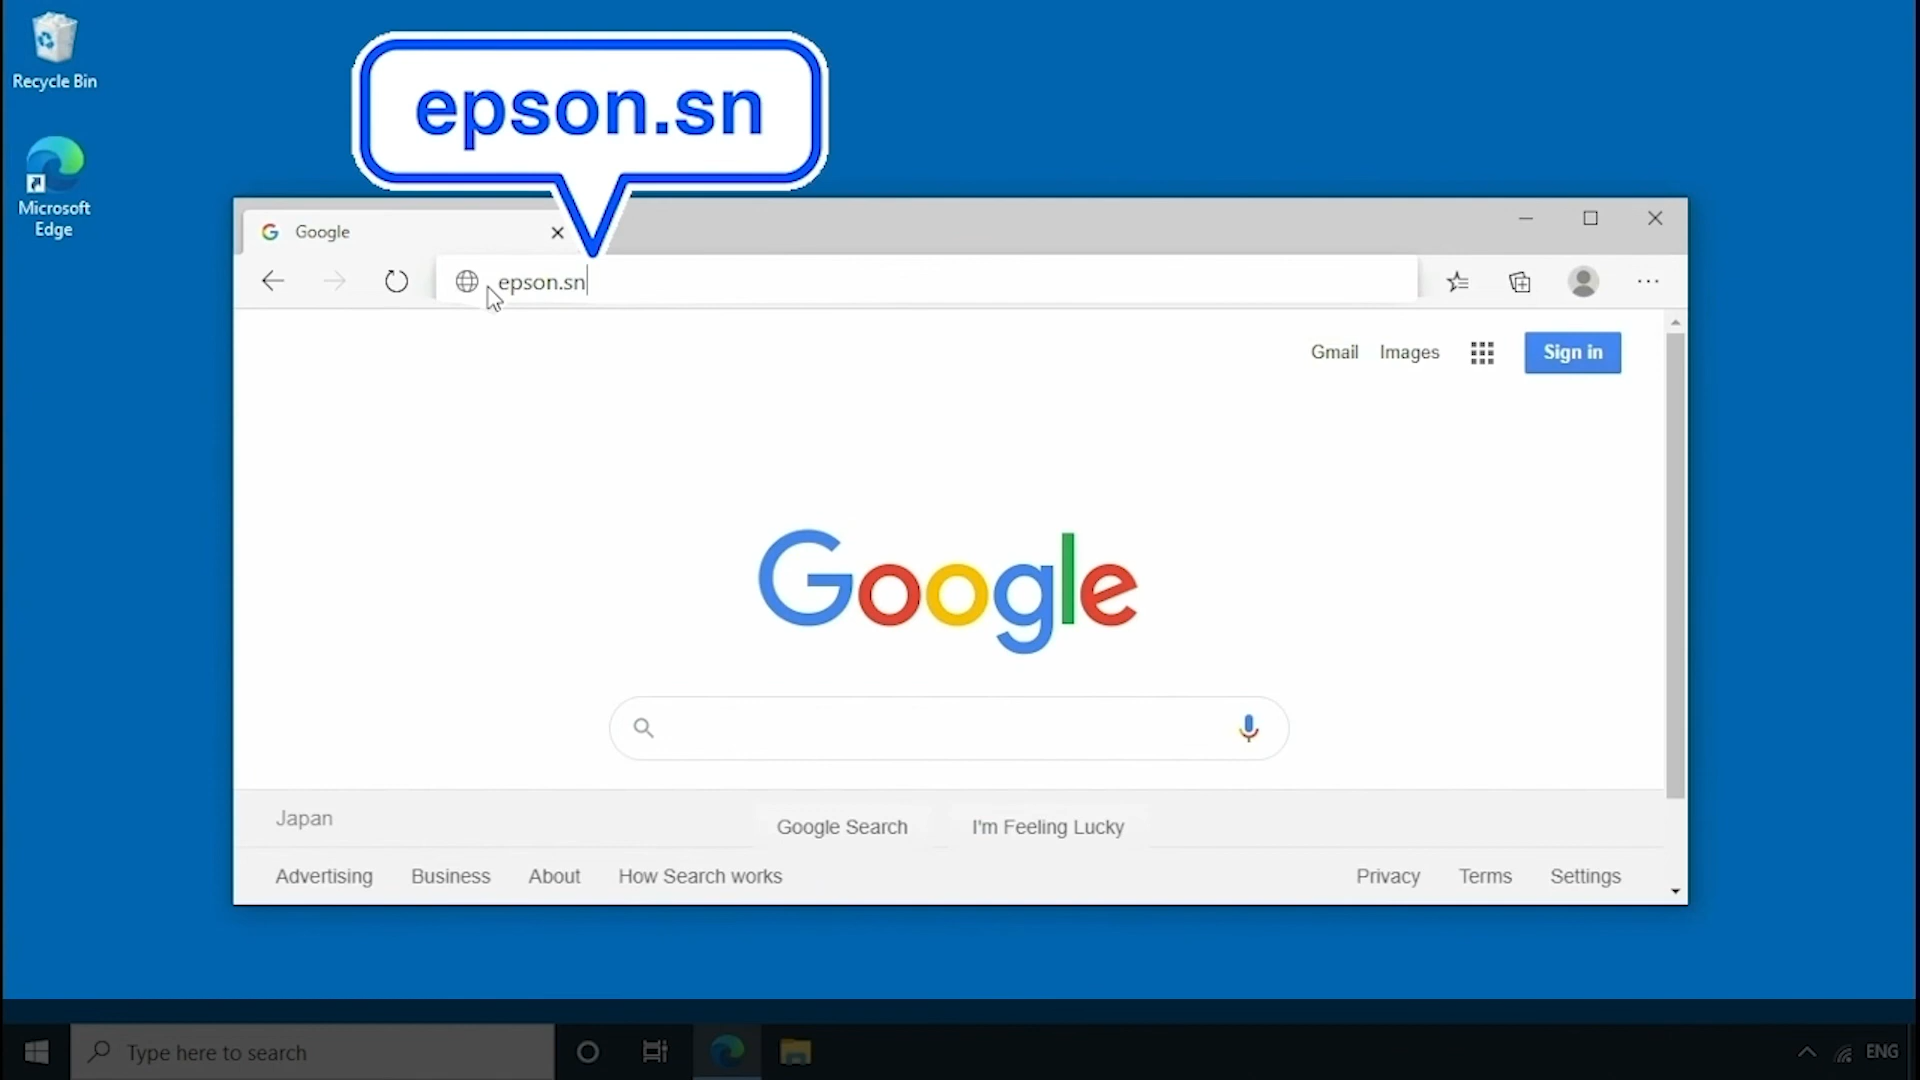 Recycle Bin
Microsoft
Edge
epson.sn
Google
epson.sn
Gmail Images Sign in
Google
Japan
Google Search I'm Feeling Lucky
Advertising Business About How Search works Privacy Terms Settings
Type here to search
ENG